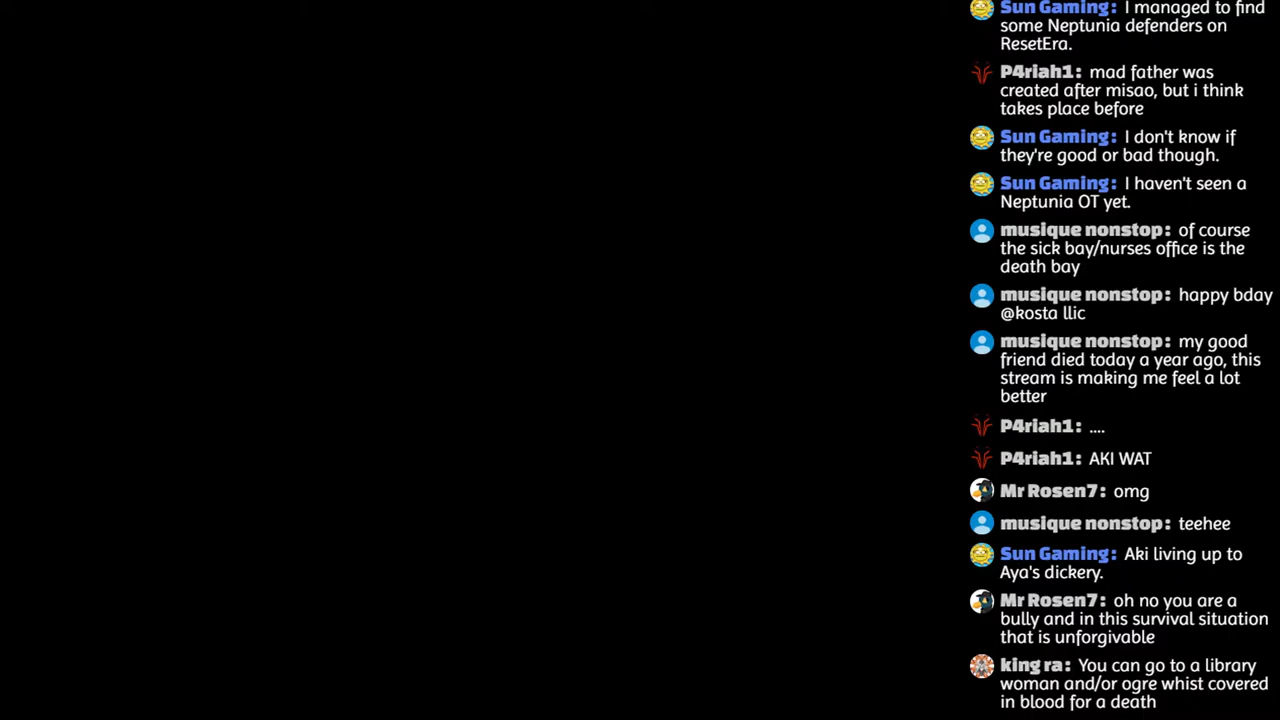 Sun Gaming: I managed to find
some Neptunia defenders on
ResetEra.
P4riah1: mad father was
created after misao, but i think
takes place before
Sun Gaming: I don't know if
they're good or bad though.
Sun Gaming: I haven't seen a
Neptunia OT yet.
musique nonstop: of course
the sick bay/nurses office is the
death bay
musique nonstop: happy bday
@kosta llic
musique nonstop: my good
friend died today a year ago, this
stream is making me feel a lot
better
P4riah1: ....
P4riah1: AKI WAT
Mr Rosen7: omg
musique nonstop: teehee
Sun Gaming: Aki living up to
Aya's dickery.
Mr Rosen7: oh no you are a
bully and in this survival situation
that is unforgivable
king ra: You can go to a library
woman and/or ogre whist covered
in blood for a death